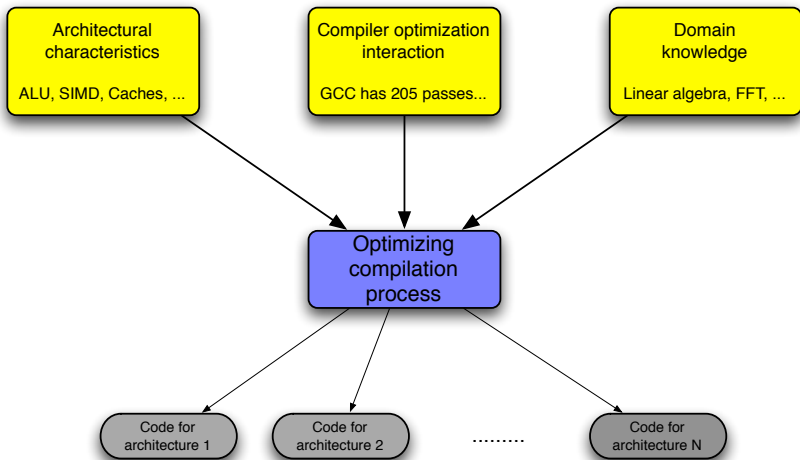 Architectural
characteristics
ALU, SIMD, Caches, ...
Compiler optimization
interaction
GCC has 205 passes...
Domain
knowledge
Linear algebra, FFT, ...
Optimizing
compilation
process
Code for
architecture 1
Code for
architecture 2
.........
Code for
architecture N